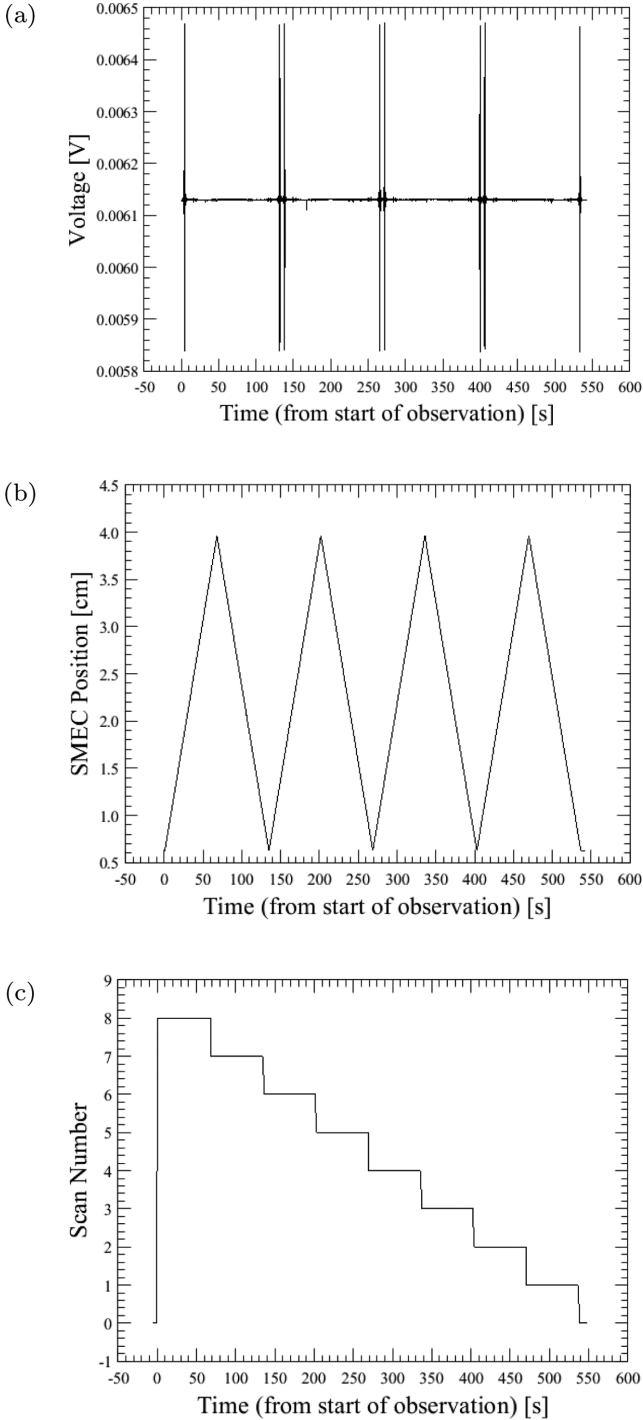 (a)
0.0065
0.0064
0.0063
0.0062
0.0061
0.0060
0.0059
0.0058
Voltage [V]
-50 0 50 100 150 200 250 300 350 400 450 500 550 600
Time (from start of observation) [s]
(b)
4.5
4.0
3.5
3.0
2.5
2.0
1.5
1.0
0.5
SMEC Position [cm]
-50 0 50 100 150 200 250 300 350 400 450 500 550 600
Time (from start of observation) [s]
(c)
9
8
7
6
5
4
3
2
1
0
-1
Scan Number
-50 0 50 100 150 200 250 300 350 400 450 500 550 600
Time (from start of observation) [s]